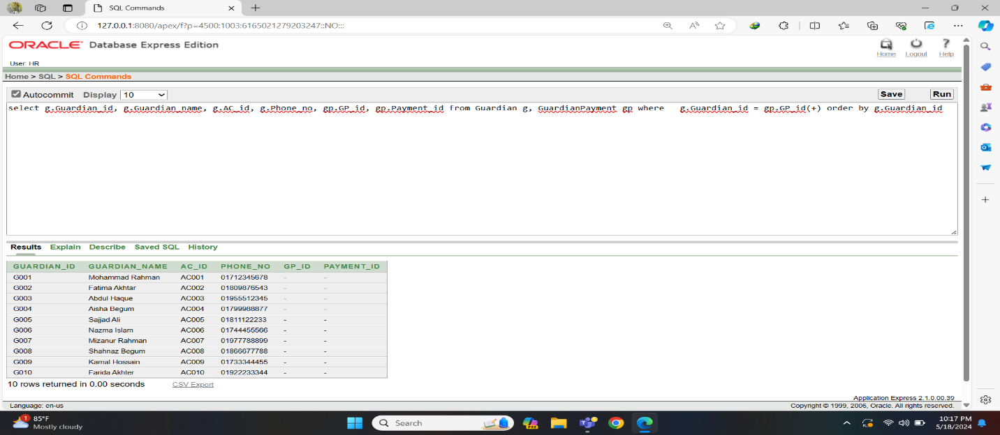 SQL Commands
127.0.0.1:8080/apex/f?p=4500:1003:6165021279203247::NO:::
ORACLE Database Express Edition
Home Logout Help
User: HR
Home > SQL > SQL Commands
Autocommit Display 10 Save Run
select g.Guardian_id, g.Guardian_name, g.AC_id, g.Phone_no, gp.GP_id, gp.Payment_id from Guardian g, GuardianPayment gp where g.Guardian_id = gp.GP_id(+) order by g.Guardian_id
Results Explain Describe Saved SQL History
GUARDIAN_ID GUARDIAN_NAME AC_ID PHONE_NO GP_ID PAYMENT_ID
G001 Mohammad Rahman AC001 01712345678 - -
G002 Fatima Akhtar AC002 01809876543 - -
G003 Abdul Haque AC003 01955512345 - -
G004 Aisha Begum AC004 01799988877 - -
G005 Sajjad Ali AC005 01811122233 - -
G006 Nazma Islam AC006 01744455566 - -
G007 Mizanur Rahman AC007 01977788899 - -
G008 Shahnaz Begum AC008 01866677788 - -
G009 Kamal Hossain AC009 01733344455 - -
G010 Farida Akhter AC010 01922233344 - -
10 rows returned in 0.00 seconds CSV Export
Application Express 2.1.0.00.39
Language: en-us Copyright © 1999, 2006, Oracle. All rights reserved.
1 85°F
Mostly cloudy
Search
10:17 PM
5/18/2024